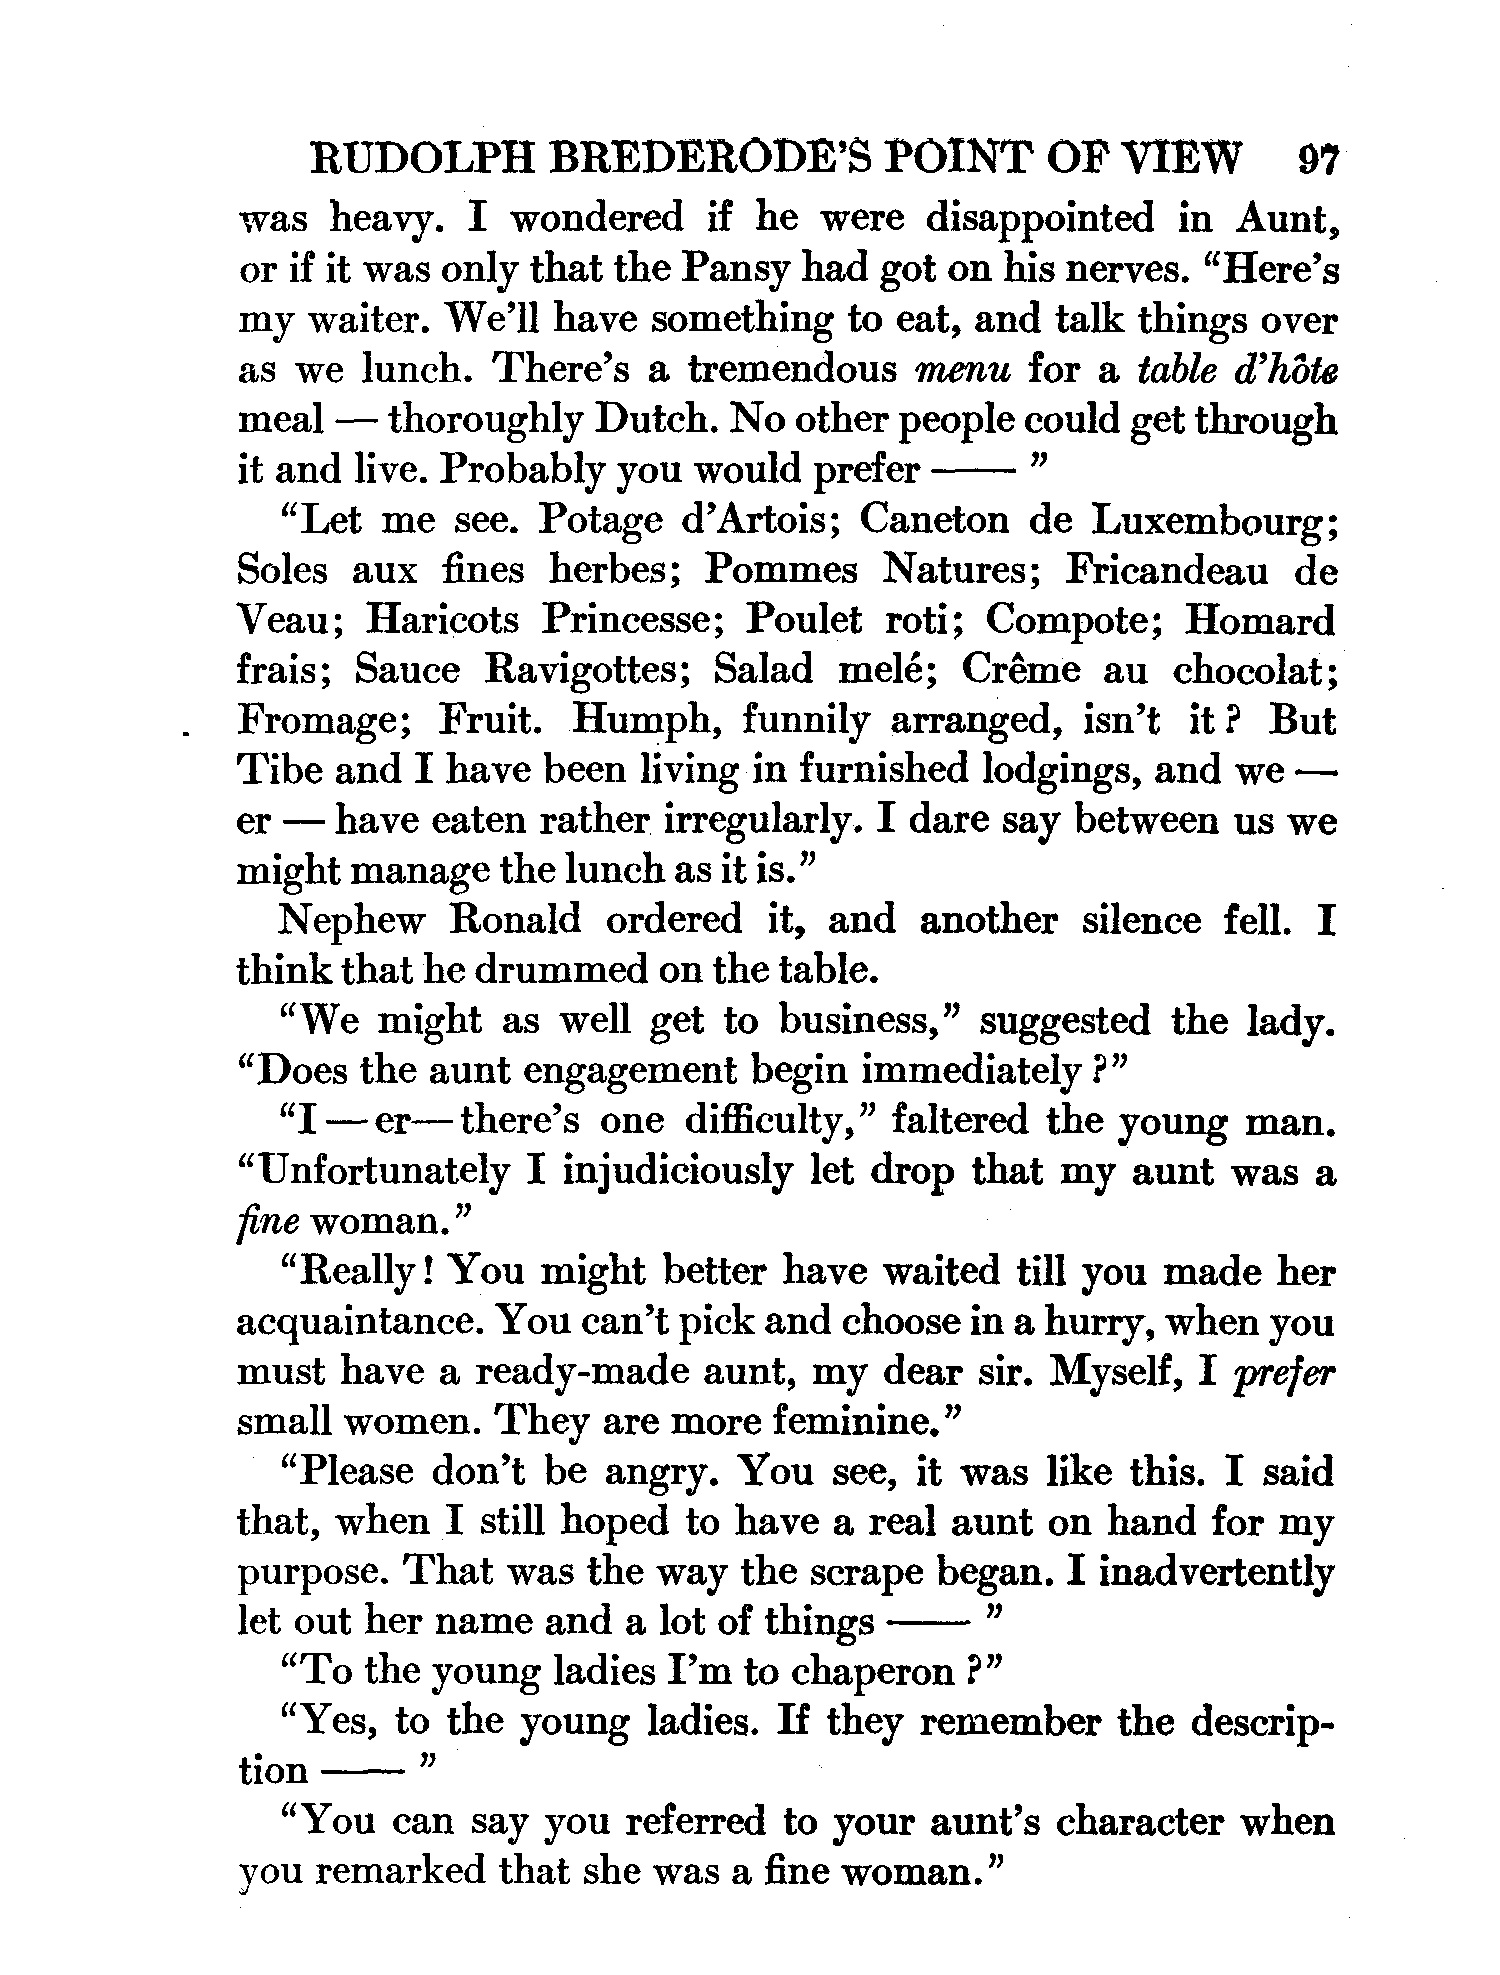 RUDOLPH BREDERODE'S POINT OF VIEW 97
was heavy. I wondered if he were disappointed in Aunt,
or if it was only that the Pansy had got on his nerves. "Here's
my waiter. We'll have something to eat, and talk things over
as we lunch. There's a tremendous menu for a table d'hôte
meal — thoroughly Dutch. No other people could get through
it and live. Probably you would prefer —— "
"Let me see. Potage d'Artois; Caneton de Luxembourg;
Soles aux fines herbes; Pommes Natures; Fricandeau de
Veau; Haricots Princesse; Poulet roti; Compote; Homard
frais; Sauce Ravigottes; Salad melé; Crême au chocolat;
Fromage; Fruit. Humph, funnily arranged, isn't it? But
Tibe and I have been living in furnished lodgings, and we —
er — have eaten rather irregularly. I dare say between us we
might manage the lunch as it is."
Nephew Ronald ordered it, and another silence fell. I
think that he drummed on the table.
"We might as well get to business," suggested the lady.
"Does the aunt engagement begin immediately?"
"I — er — there's one difficulty," faltered the young man.
"Unfortunately I injudiciously let drop that my aunt was a
fine woman."
"Really! You might better have waited till you made her
acquaintance. You can't pick and choose in a hurry, when you
must have a ready-made aunt, my dear sir. Myself, I prefer
small women. They are more feminine."
"Please don't be angry. You see, it was like this. I said
that, when I still hoped to have a real aunt on hand for my
purpose. That was the way the scrape began. I inadvertently
let out her name and a lot of things —— "
"To the young ladies I'm to chaperon?"
"Yes, to the young ladies. If they remember the descrip-
tion —— "
"You can say you referred to your aunt's character when
you remarked that she was a fine woman."